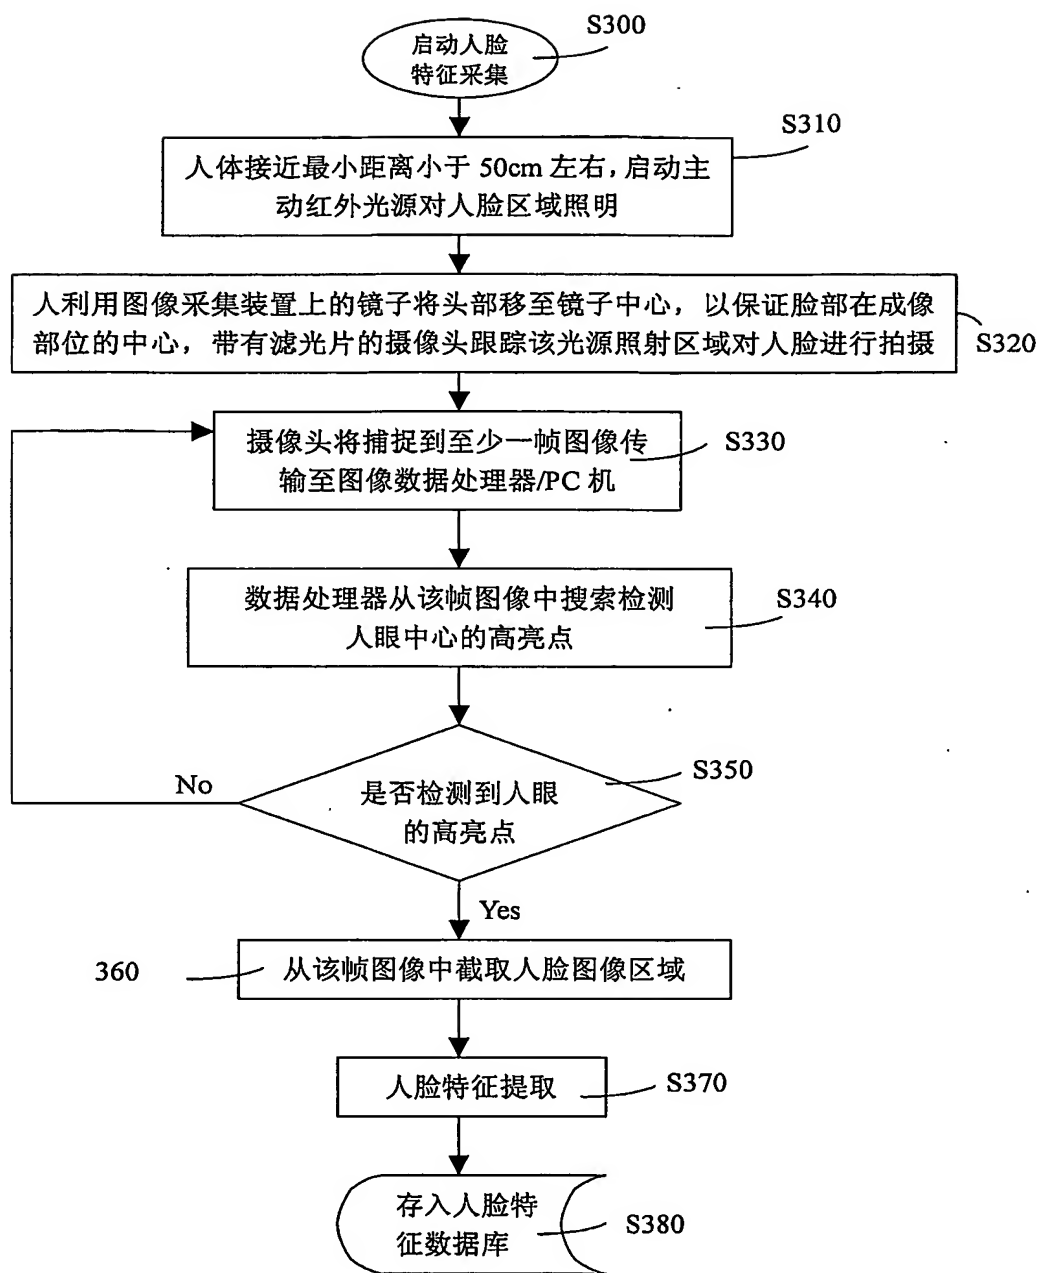 启动人脸
特征采集
S300
S310
人体接近最小距离小于 50cm 左右，启动主
动红外光源对人脸区域照明
人利用图像采集装置上的镜子将头部移至镜子中心，以保证脸部在成像
部位的中心，带有滤光片的摄像头跟踪该光源照射区域对人脸进行拍摄
S320
摄像头将捕捉到至少一帧图像传
输至图像数据处理器/PC 机
S330
数据处理器从该帧图像中搜索检测
人眼中心的高亮点
S340
是否检测到人眼
的高亮点
S350
No
Yes
360
从该帧图像中截取人脸图像区域
人脸特征提取
S370
存入人脸特
征数据库
S380